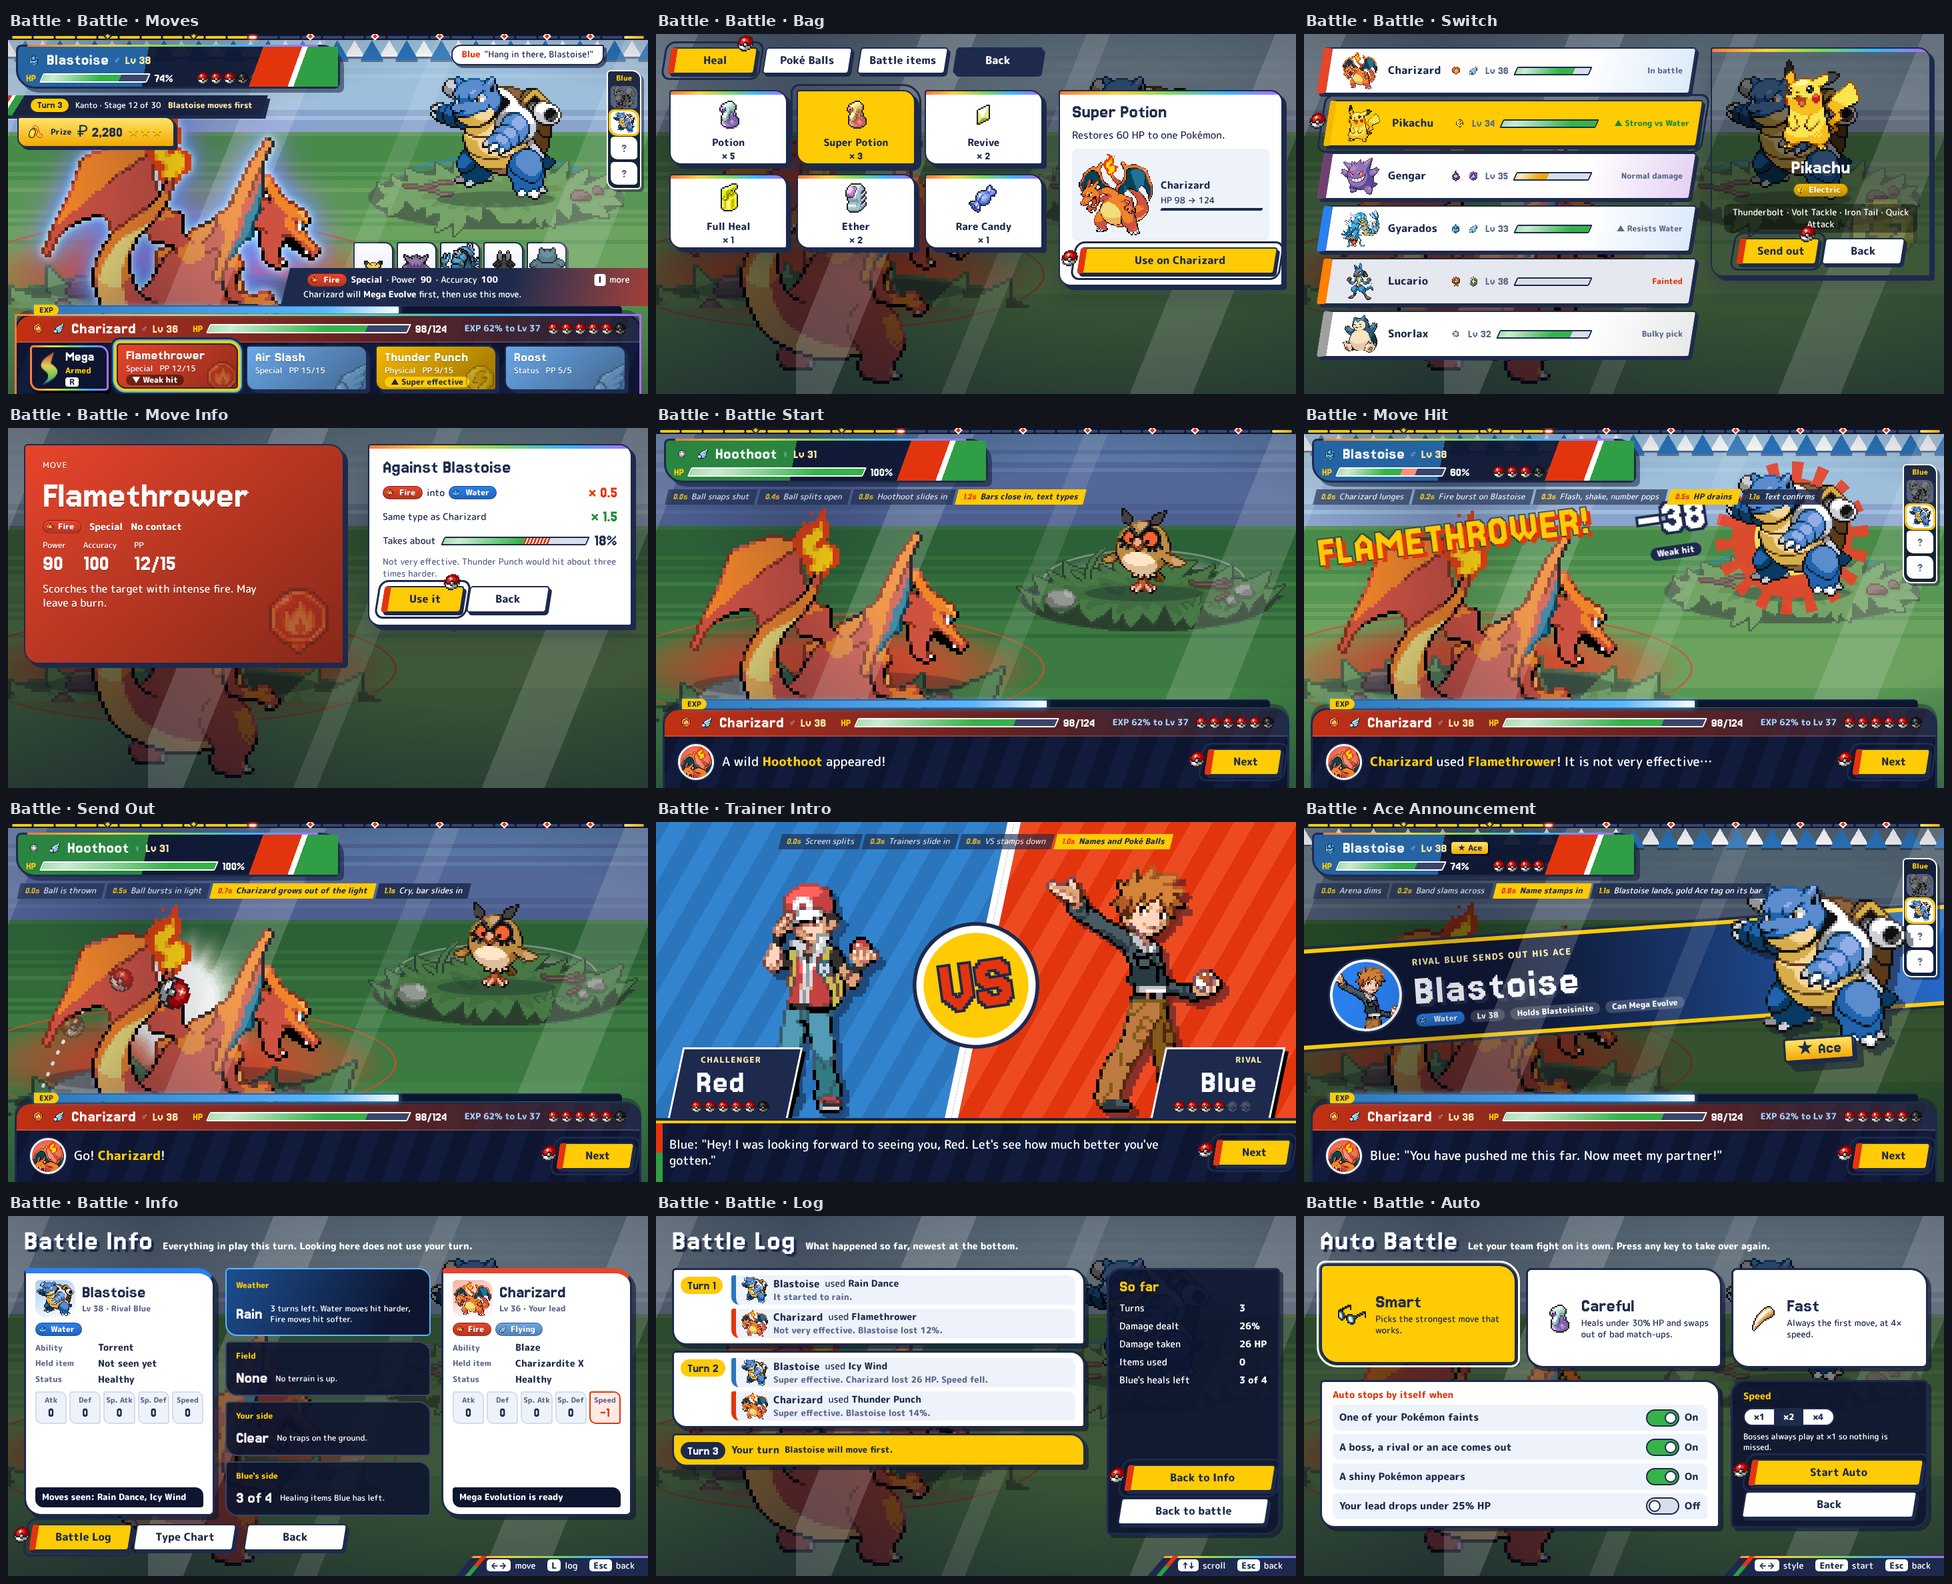 Battle · Battle · Moves
Blastoise ♂ Lv 38
HP 74%
Blue "Hang in there, Blastoise!"
Blue
?
?
Turn 3 Kanto · Stage 12 of 30 Blastoise moves first
Prize ₽ 2,280 ☆☆☆
Fire Special · Power 90 · Accuracy 100
I more
Charizard will Mega Evolve first, then use this move.
EXP
Charizard ♂ Lv 36 HP 98/124 EXP 62% to Lv 37
Mega
Armed
R
Flamethrower
Special PP 12/15
▼ Weak hit
Air Slash
Special PP 15/15
Thunder Punch
Physical PP 9/15
▲ Super effective
Roost
Status PP 5/5
Battle · Battle · Bag
Heal
Poké Balls
Battle items
Back
Potion
×5
Super Potion
×3
Revive
×2
Full Heal
×1
Ether
×2
Rare Candy
×1
Super Potion
Restores 60 HP to one Pokémon.
Charizard
HP 98 → 124
Use on Charizard
Battle · Battle · Switch
Charizard Lv 36 In battle
Pikachu Lv 34 ▲ Strong vs Water
Gengar Lv 35 Normal damage
Gyarados Lv 33 ▲ Resists Water
Lucario Lv 36 Fainted
Snorlax Lv 32 Bulky pick
Pikachu
Electric
Thunderbolt · Volt Tackle · Iron Tail · Quick
Attack
Send out
Back
Battle · Battle · Move Info
MOVE
Flamethrower
Fire Special No contact
Power Accuracy PP
90 100 12/15
Scorches the target with intense fire. May
leave a burn.
Against Blastoise
Fire into Water × 0.5
Same type as Charizard × 1.5
Takes about 18%
Not very effective. Thunder Punch would hit about three
times harder.
Use it
Back
Battle · Battle Start
Hoothoot ♀ Lv 31
HP 100%
0.0s Ball snaps shut
0.4s Ball splits open
0.8s Hoothoot slides in
1.2s Bars close in, text types
EXP
Charizard ♂ Lv 36 HP 98/124 EXP 62% to Lv 37
A wild Hoothoot appeared!
Next
Battle · Move Hit
Blastoise ♂ Lv 38
HP 60%
Blue
?
?
0.0s Charizard lunges
0.2s Fire burst on Blastoise
0.3s Flash, shake, number pops
0.5s HP drains
1.1s Text confirms
FLAMETHROWER!
-38
Weak hit
EXP
Charizard ♂ Lv 36 HP 98/124 EXP 62% to Lv 37
Charizard used Flamethrower! It is not very effective…
Next
Battle · Send Out
Hoothoot ♀ Lv 31
HP 100%
0.0s Ball is thrown
0.5s Ball bursts in light
0.7s Charizard grows out of the light
1.1s Cry, bar slides in
EXP
Charizard ♂ Lv 36 HP 98/124 EXP 62% to Lv 37
Go! Charizard!
Next
Battle · Trainer Intro
0.0s Screen splits
0.3s Trainers slide in
0.8s VS stamps down
1.0s Names and Poké Balls
VS
CHALLENGER
Red
RIVAL
Blue
Blue: "Hey! I was looking forward to seeing you, Red. Let's see how much better you've
gotten."
Next
Battle · Ace Announcement
Blastoise ♂ Lv 38 ★ Ace
HP 74%
Blue
?
?
0.0s Arena dims
0.2s Band slams across
0.8s Name stamps in
1.1s Blastoise lands, gold Ace tag on its bar
RIVAL BLUE SENDS OUT HIS ACE
Blastoise
Water Lv 38 Holds Blastoisinite Can Mega Evolve
★ Ace
EXP
Charizard ♂ Lv 36 HP 98/124 EXP 62% to Lv 37
Blue: "You have pushed me this far. Now meet my partner!"
Next
Battle · Battle · Info
Battle Info Everything in play this turn. Looking here does not use your turn.
Blastoise
Lv 38 · Rival Blue
Water
Ability Torrent
Held item Not seen yet
Status Healthy
Atk Def Sp. Atk Sp. Def Speed
0 0 0 0 0
Moves seen: Rain Dance, Icy Wind
Weather
Rain 3 turns left. Water moves hit harder,
Fire moves hit softer.
Field
None No terrain is up.
Your side
Clear No traps on the ground.
Blue's side
3 of 4 Healing items Blue has left.
Charizard
Lv 36 · Your lead
Fire Flying
Ability Blaze
Held item Charizardite X
Status Healthy
Atk Def Sp. Atk Sp. Def Speed
0 0 0 0 -1
Mega Evolution is ready
Battle Log
Type Chart
Back
←→ move L log Esc back
Battle · Battle · Log
Battle Log What happened so far, newest at the bottom.
Turn 1
Blastoise used Rain Dance
It started to rain.
Charizard used Flamethrower
Not very effective. Blastoise lost 12%.
Turn 2
Blastoise used Icy Wind
Super effective. Charizard lost 26 HP. Speed fell.
Charizard used Thunder Punch
Super effective. Blastoise lost 14%.
Turn 3 Your turn Blastoise will move first.
So far
Turns 3
Damage dealt 26%
Damage taken 26 HP
Items used 0
Blue's heals left 3 of 4
Back to Info
Back to battle
↑↓ scroll Esc back
Battle · Battle · Auto
Auto Battle Let your team fight on its own. Press any key to take over again.
Smart
Picks the strongest move that
works.
Careful
Heals under 30% HP and swaps
out of bad match-ups.
Fast
Always the first move, at 4×
speed.
Auto stops by itself when
One of your Pokémon faints On
A boss, a rival or an ace comes out On
A shiny Pokémon appears On
Your lead drops under 25% HP Off
Speed
×1 ×2 ×4
Bosses always play at ×1 so nothing is
missed.
Start Auto
Back
←→ style Enter start Esc back